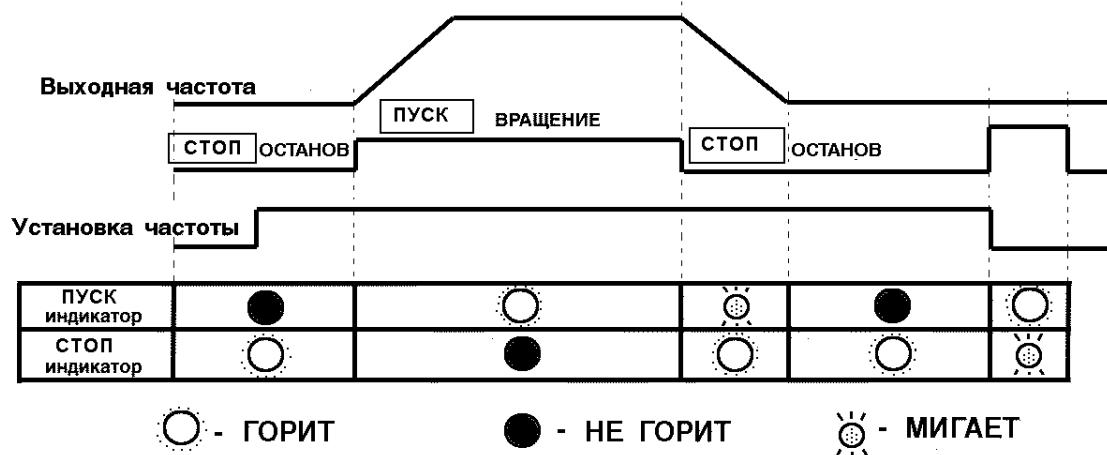 Выходная частота
ПУСК ВРАЩЕНИЕ
СТОП ОСТАНОВ СТОП ОСТАНОВ
Установка частоты
ПУСК
индикатор
СТОП
индикатор
- ГОРИТ - НЕ ГОРИТ - МИГАЕТ